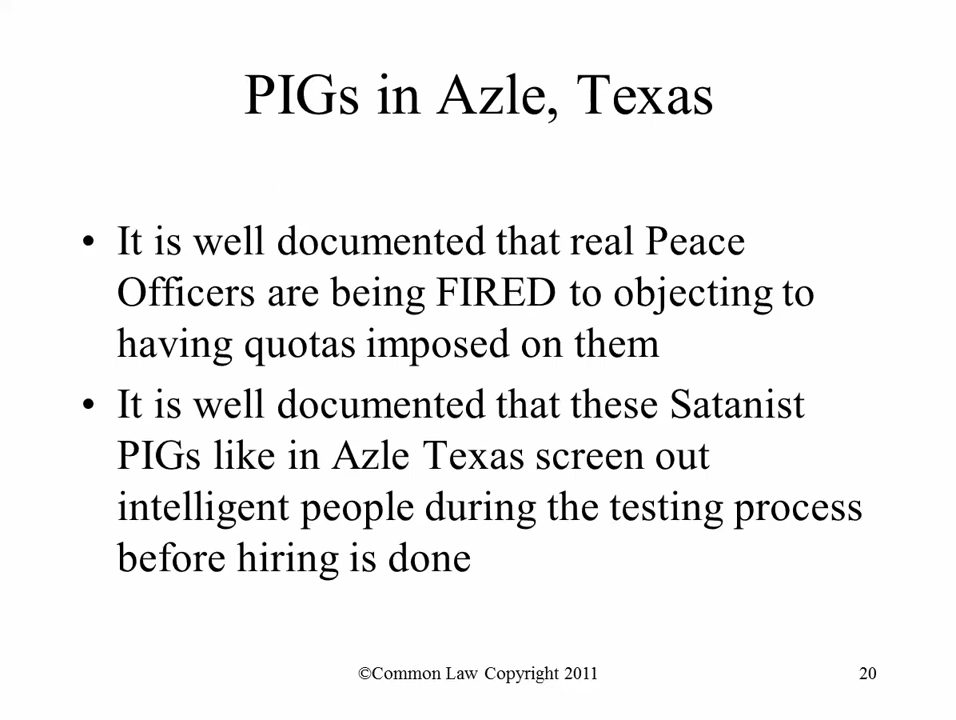 PIGs in Azle, Texas
• It is well documented that real Peace
Officers are being FIRED to objecting to
having quotas imposed on them
• It is well documented that these Satanist
PIGs like in Azle Texas screen out
intelligent people during the testing process
before hiring is done
©Common Law Copyright 2011
20